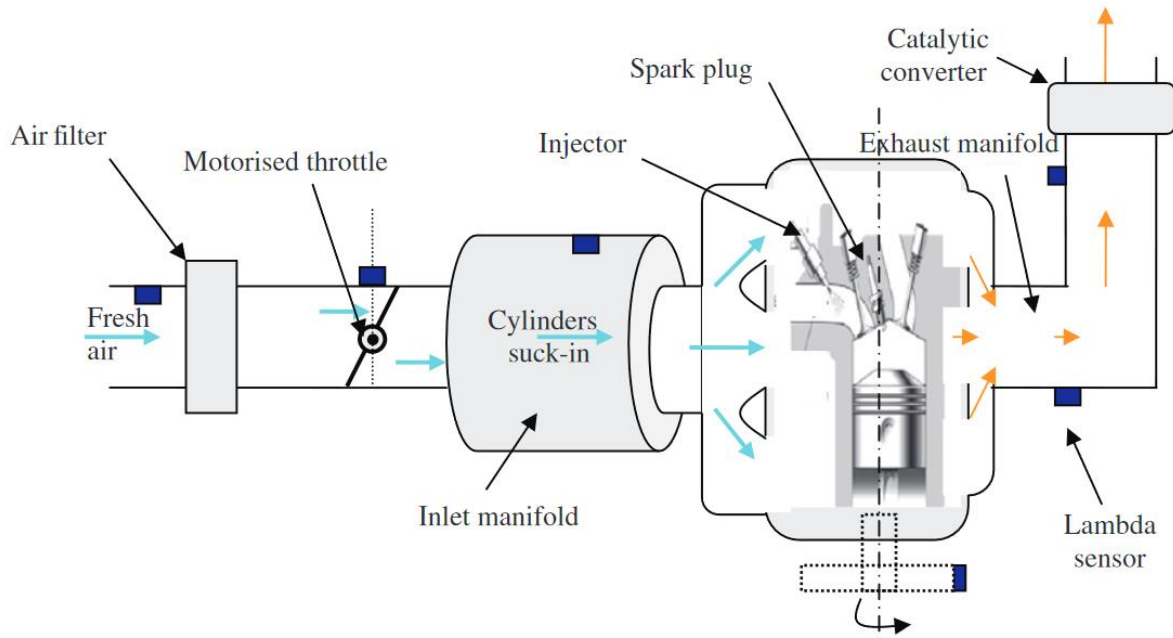 Catalytic
converter
Spark plug
Air filter
Injector
Exhaust manifold
Motorised throttle
Fresh
air
Cylinders
suck-in
Inlet manifold
Lambda
sensor